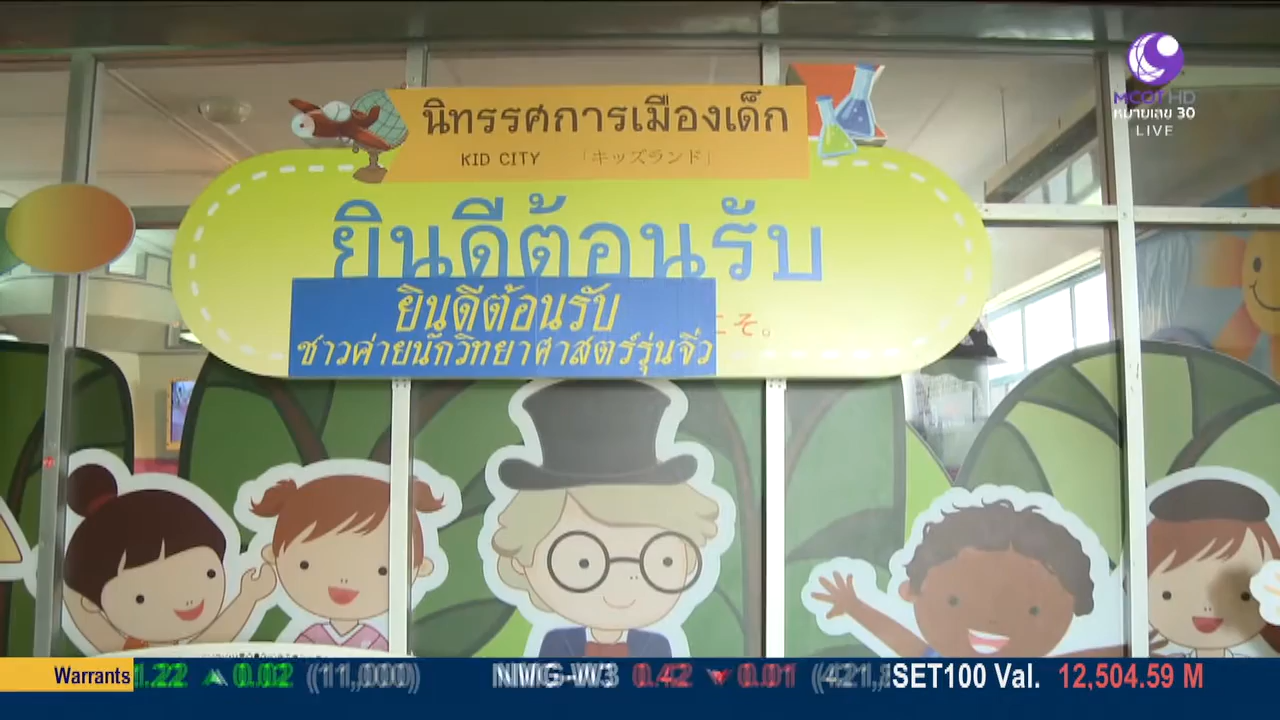 นิทรรศการเมืองเด็ก
KID CITY 「キッズランド」
ยินดีต้อนรับ
こそ。
ยินดีต้อนรับ
ชาวค่ายนักวิทยาศาสตร์รุ่นจิ๋ว
MCOT HD
หมายเลข 30
LIVE
Warrants 1.22 0.02 (11,000) NMG-W3 0.42 0.01 SET100 Val. 12,504.59 M